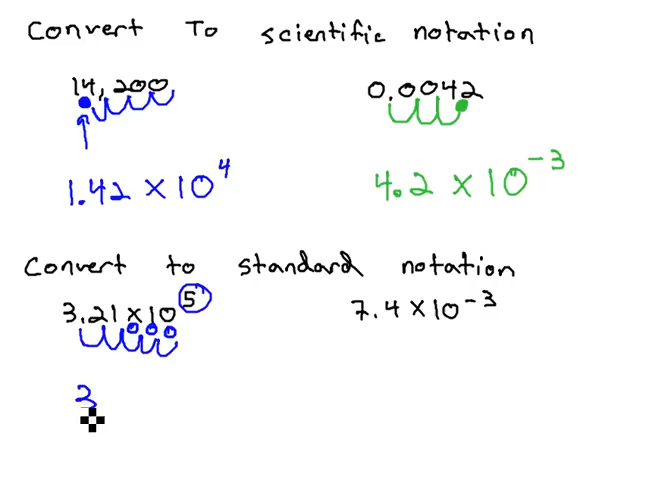 Convert To scientific notation
14,200 0.0042
1.42 × 10^4 4.2 × 10^-3
Convert to standard notation
3.21 × 10^5 7.4 × 10^-3
000
3